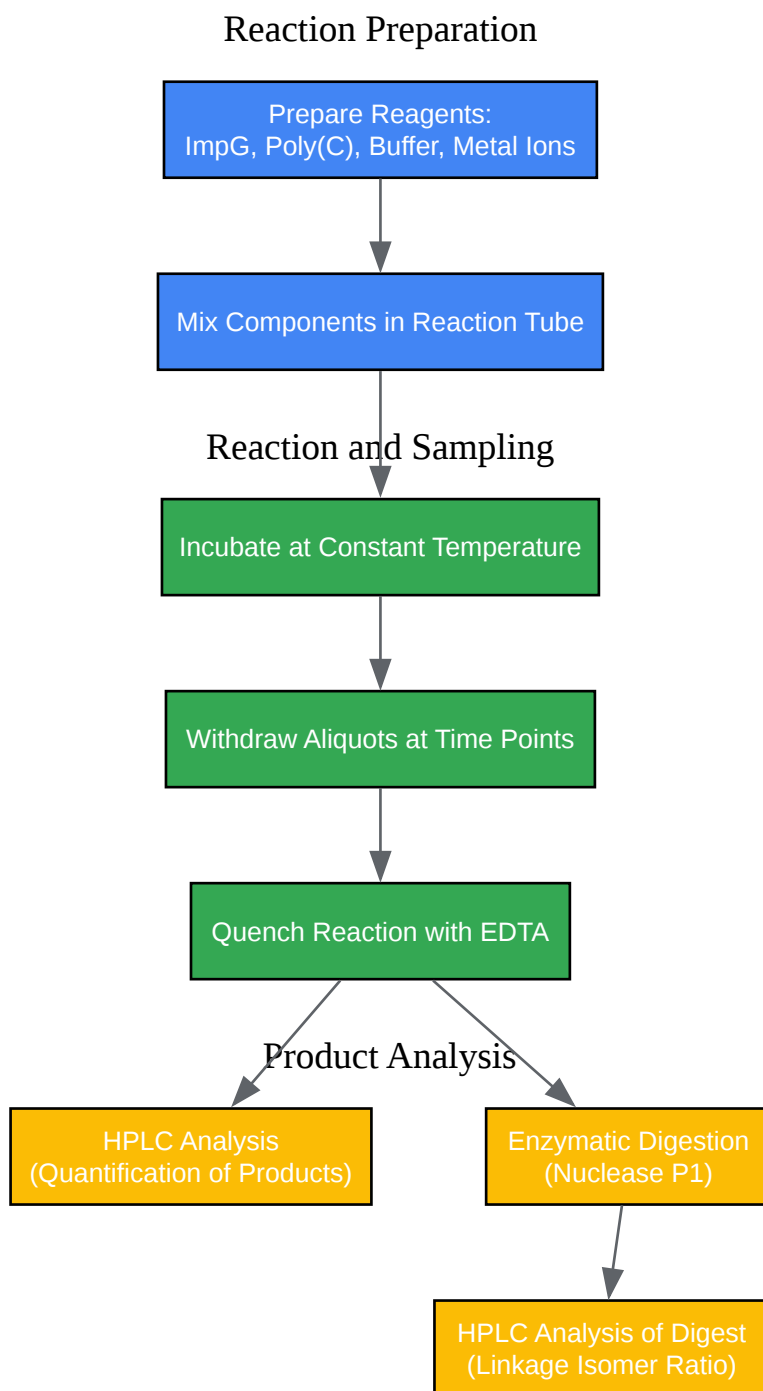 Reaction Preparation
Prepare Reagents:
ImpG, Poly(C), Buffer, Metal Ions
Mix Components in Reaction Tube
Reaction and Sampling
Incubate at Constant Temperature
Withdraw Aliquots at Time Points
Quench Reaction with EDTA
Product Analysis
HPLC Analysis
(Quantification of Products)
Enzymatic Digestion
(Nuclease P1)
HPLC Analysis of Digest
(Linkage Isomer Ratio)